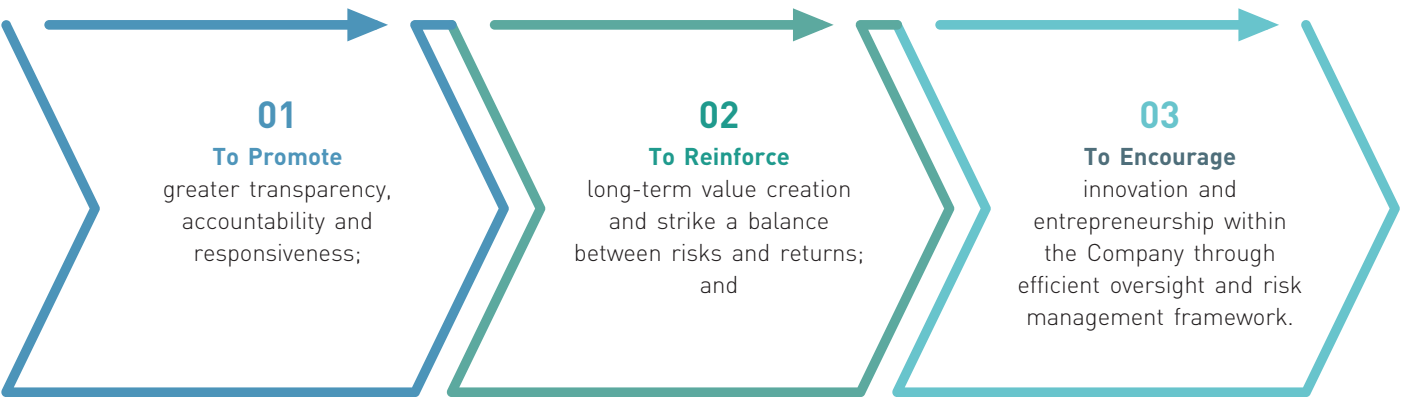 01
To Promote
greater transparency,
accountability and
responsiveness;
02
To Reinforce
long-term value creation
and strike a balance
between risks and returns;
and
03
To Encourage
innovation and
entrepreneurship within
the Company through
efficient oversight and risk
management framework.